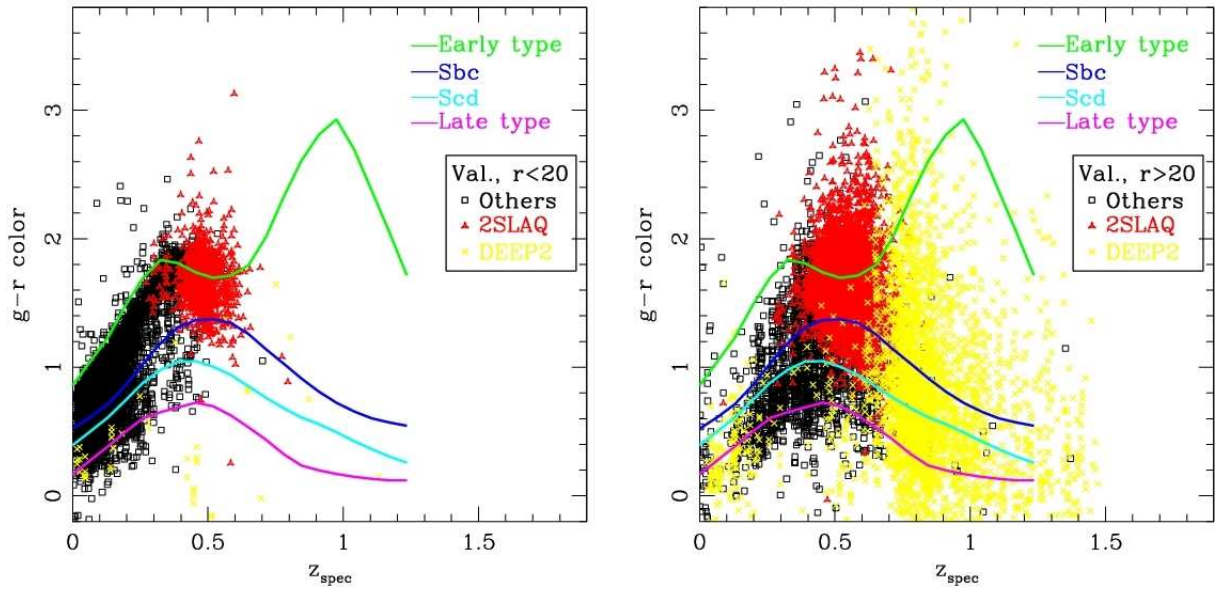 Early type
Sbc
Scd
Late type
Val., r<20
Others
2SLAQ
DEEP2
g-r color
3
2
1
0
0 0.5 1 1.5
z_spec
Early type
Sbc
Scd
Late type
Val., r>20
Others
2SLAQ
DEEP2
g-r color
3
2
1
0
0 0.5 1 1.5
z_spec